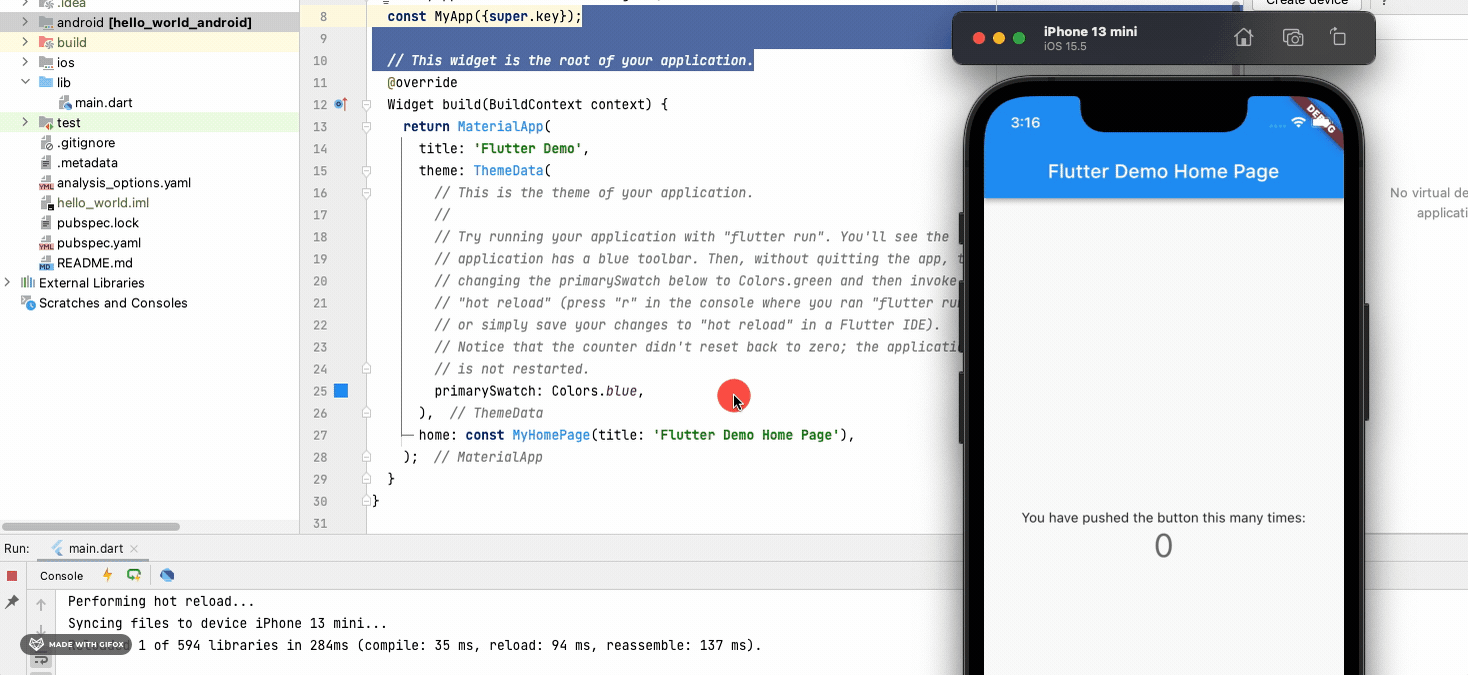 .idea
android [hello_world_android]
build
ios
lib
main.dart
test
.gitignore
.metadata
analysis_options.yaml
hello_world.iml
pubspec.lock
pubspec.yaml
README.md
External Libraries
Scratches and Consoles
8 const MyApp({super.key});
9
10 // This widget is the root of your application.
11 @override
12 Widget build(BuildContext context) {
13 return MaterialApp(
14 title: 'Flutter Demo',
15 theme: ThemeData(
16 // This is the theme of your application.
17 //
18 // Try running your application with "flutter run". You'll see the
19 // application has a blue toolbar. Then, without quitting the app,
20 // changing the primarySwatch below to Colors.green and then invoke
21 // "hot reload" (press "r" in the console where you ran "flutter
22 // or simply save your changes to "hot reload" in a Flutter IDE).
23 // Notice that the counter didn't reset back to zero; the
24 // is not restarted.
25 primarySwatch: Colors.blue,
26 ), // ThemeData
27 home: const MyHomePage(title: 'Flutter Demo Home Page'),
28 ); // MaterialApp
29 }
30 }
31
Create device
?
No virtual
iPhone 13 mini
iOS 15.5
3:16
DEBUG
Flutter Demo Home Page
You have pushed the button this many times:
0
Run: main.dart
Console
Performing hot reload...
Syncing files to device iPhone 13 mini...
1 of 594 libraries in 284ms (compile: 35 ms, reload: 94 ms, reassemble: 137 ms).
MADE WITH GIFOX